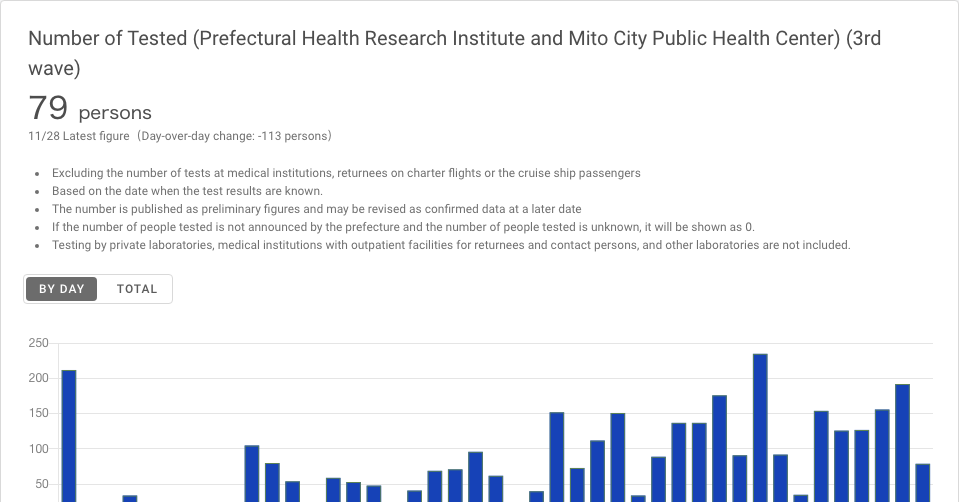 Number of Tested (Prefectural Health Research Institute and Mito City Public Health Center) (3rd
wave)
79 persons
11/28 Latest figure（Day-over-day change: -113 persons）
Excluding the number of tests at medical institutions, returnees on charter flights or the cruise ship passengers
Based on the date when the test results are known.
The number is published as preliminary figures and may be revised as confirmed data at a later date
If the number of people tested is not announced by the prefecture and the number of people tested is unknown, it will be shown as 0.
Testing by private laboratories, medical institutions with outpatient facilities for returnees and contact persons, and other laboratories are not included.
BY DAY TOTAL
250
200
150
100
50